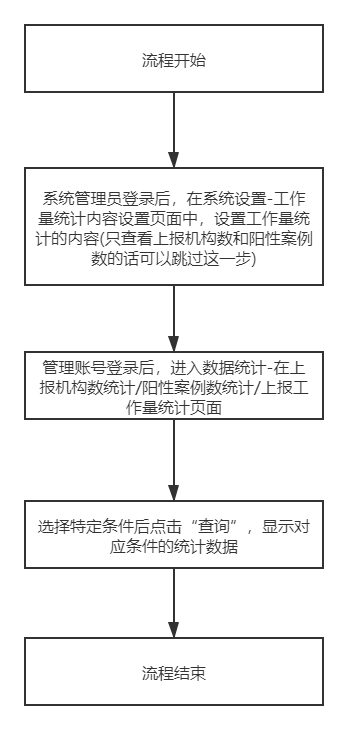 流程开始
系统管理员登录后，在系统设置-工作
量统计内容设置页面中，设置工作量统
计的内容(只查看上报机构数和阳性案例
数的话可以跳过这一步)
管理账号登录后，进入数据统计-在上
报机构数统计/阳性案例数统计/上报工
作量统计页面
选择特定条件后点击“查询”，显示对
应条件的统计数据
流程结束